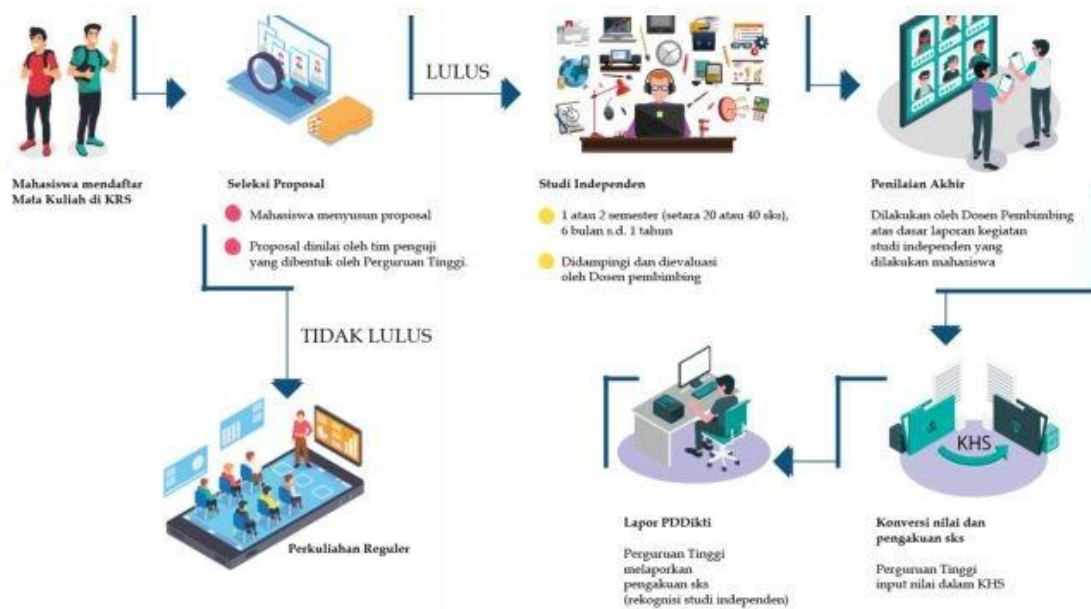 Mahasiswa mendaftar
Mata Kuliah di KRS
Seleksi Proposal
Mahasiswa menyusun proposal
Proposal dinilai oleh tim penguji
yang dibentuk oleh Perguruan Tinggi.
LULUS
Studi Independen
1 atau 2 semester (setara 20 atau 40 sks),
6 bulan s.d. 1 tahun
Didampingi dan dievaluasi
oleh Dosen pembimbing
Penilaian Akhir
Dilakukan oleh Dosen Pembimbing
atas dasar laporan kegiatan
studi independen yang
dilakukan mahasiswa
TIDAK LULUS
Perkuliahan Reguler
KHS
Konversi nilai dan
pengakuan sks
Perguruan Tinggi
input nilai dalam KHS
Lapor PDDikti
Perguruan Tinggi
melaporkan
pengakuan sks
(rekognisi studi independen)